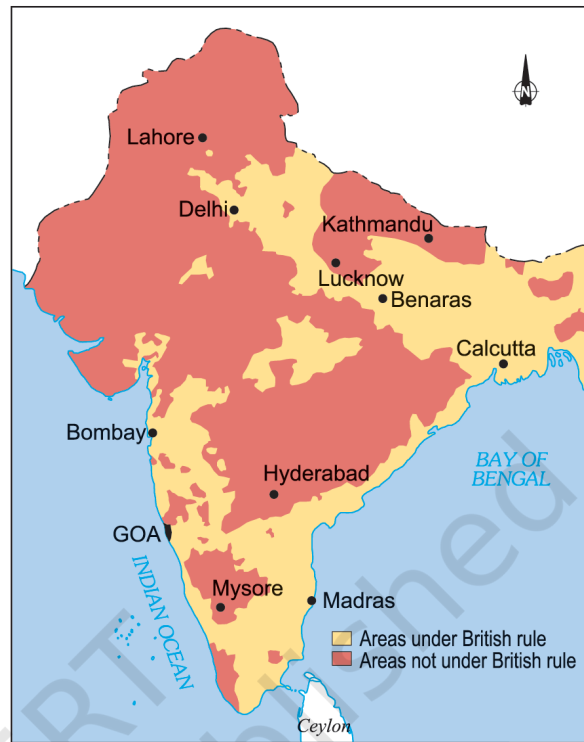 N
Lahore
Delhi
Kathmandu
Lucknow
Benaras
Calcutta
Bombay
BAY OF
BENGAL
Hyderabad
GOA
INDIAN OCEAN
Mysore
Madras
Areas under British rule
Areas not under British rule
Ceylon